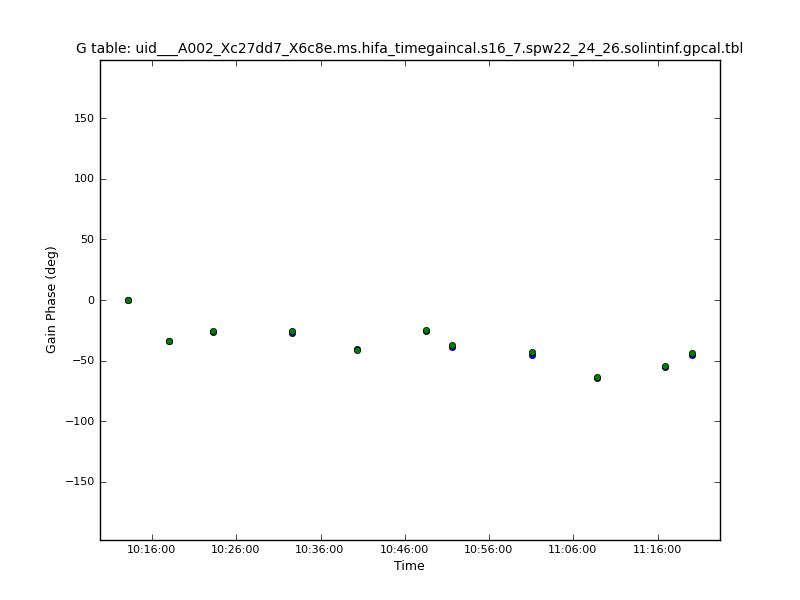 G table: uid___A002_Xc27dd7_X6c8e.ms.hifa_timegaincal.s16_7.spw22_24_26.solintinf.gpcal.tbl
150
100
50
0
−50
−100
−150
Gain Phase (deg)
10:16:00 10:26:00 10:36:00 10:46:00 10:56:00 11:06:00 11:16:00
Time